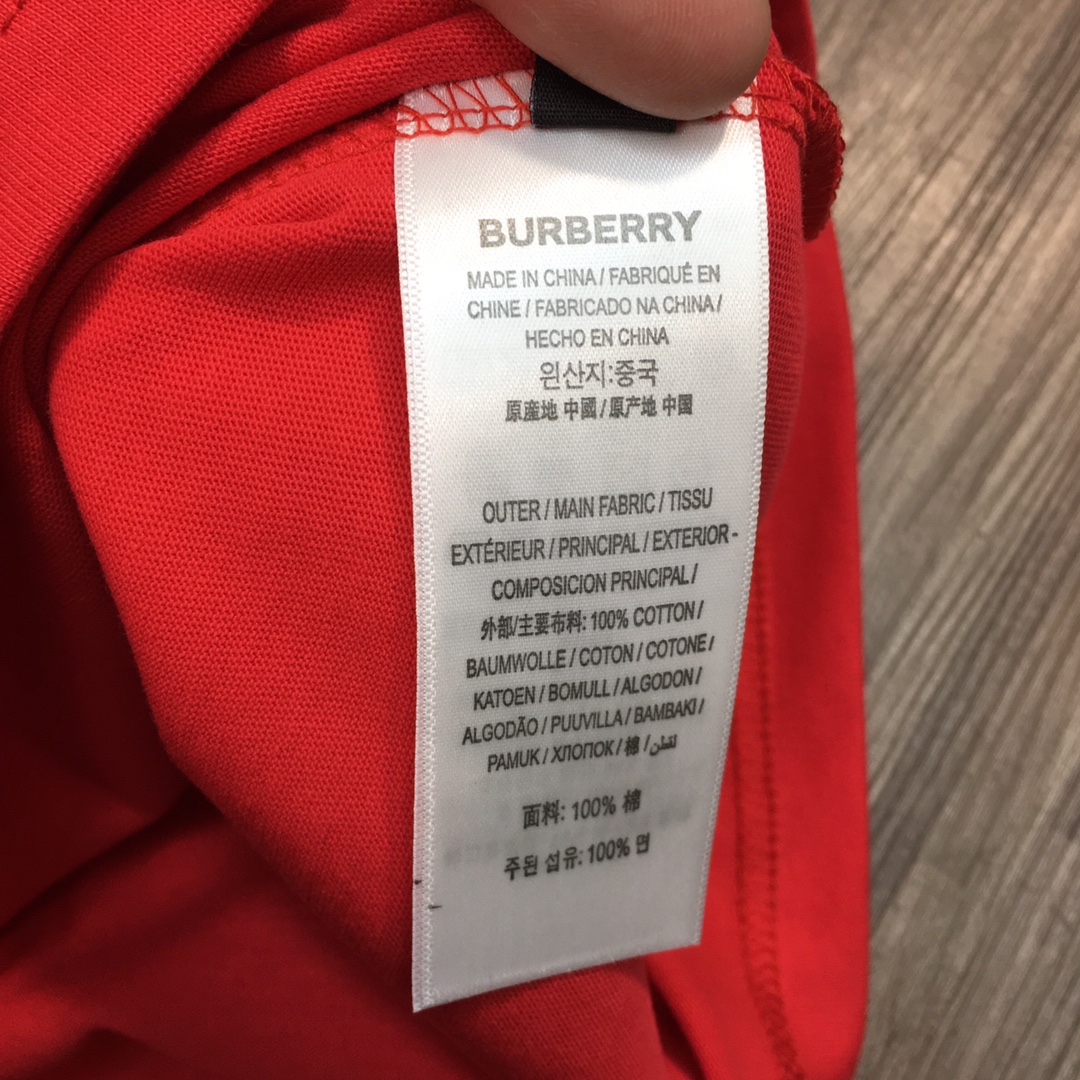 BURBERRY
MADE IN CHINA / FABRIQUÉ EN
CHINE / FABRICADO NA CHINA /
HECHO EN CHINA
원산지:중국
原産地 中國 / 原产地 中国
OUTER / MAIN FABRIC / TISSU
EXTÉRIEUR / PRINCIPAL / EXTERIOR -
COMPOSICION PRINCIPAL /
外部/主要布料: 100% COTTON /
BAUMWOLLE / COTON / COTONE /
KATOEN / BOMULL / ALGODON /
ALGODÃO / PUUVILLA / BAMBAKI /
PAMUK / ХЛОПОК / 棉 / قطن
面料: 100% 棉
주된 섬유: 100% 면